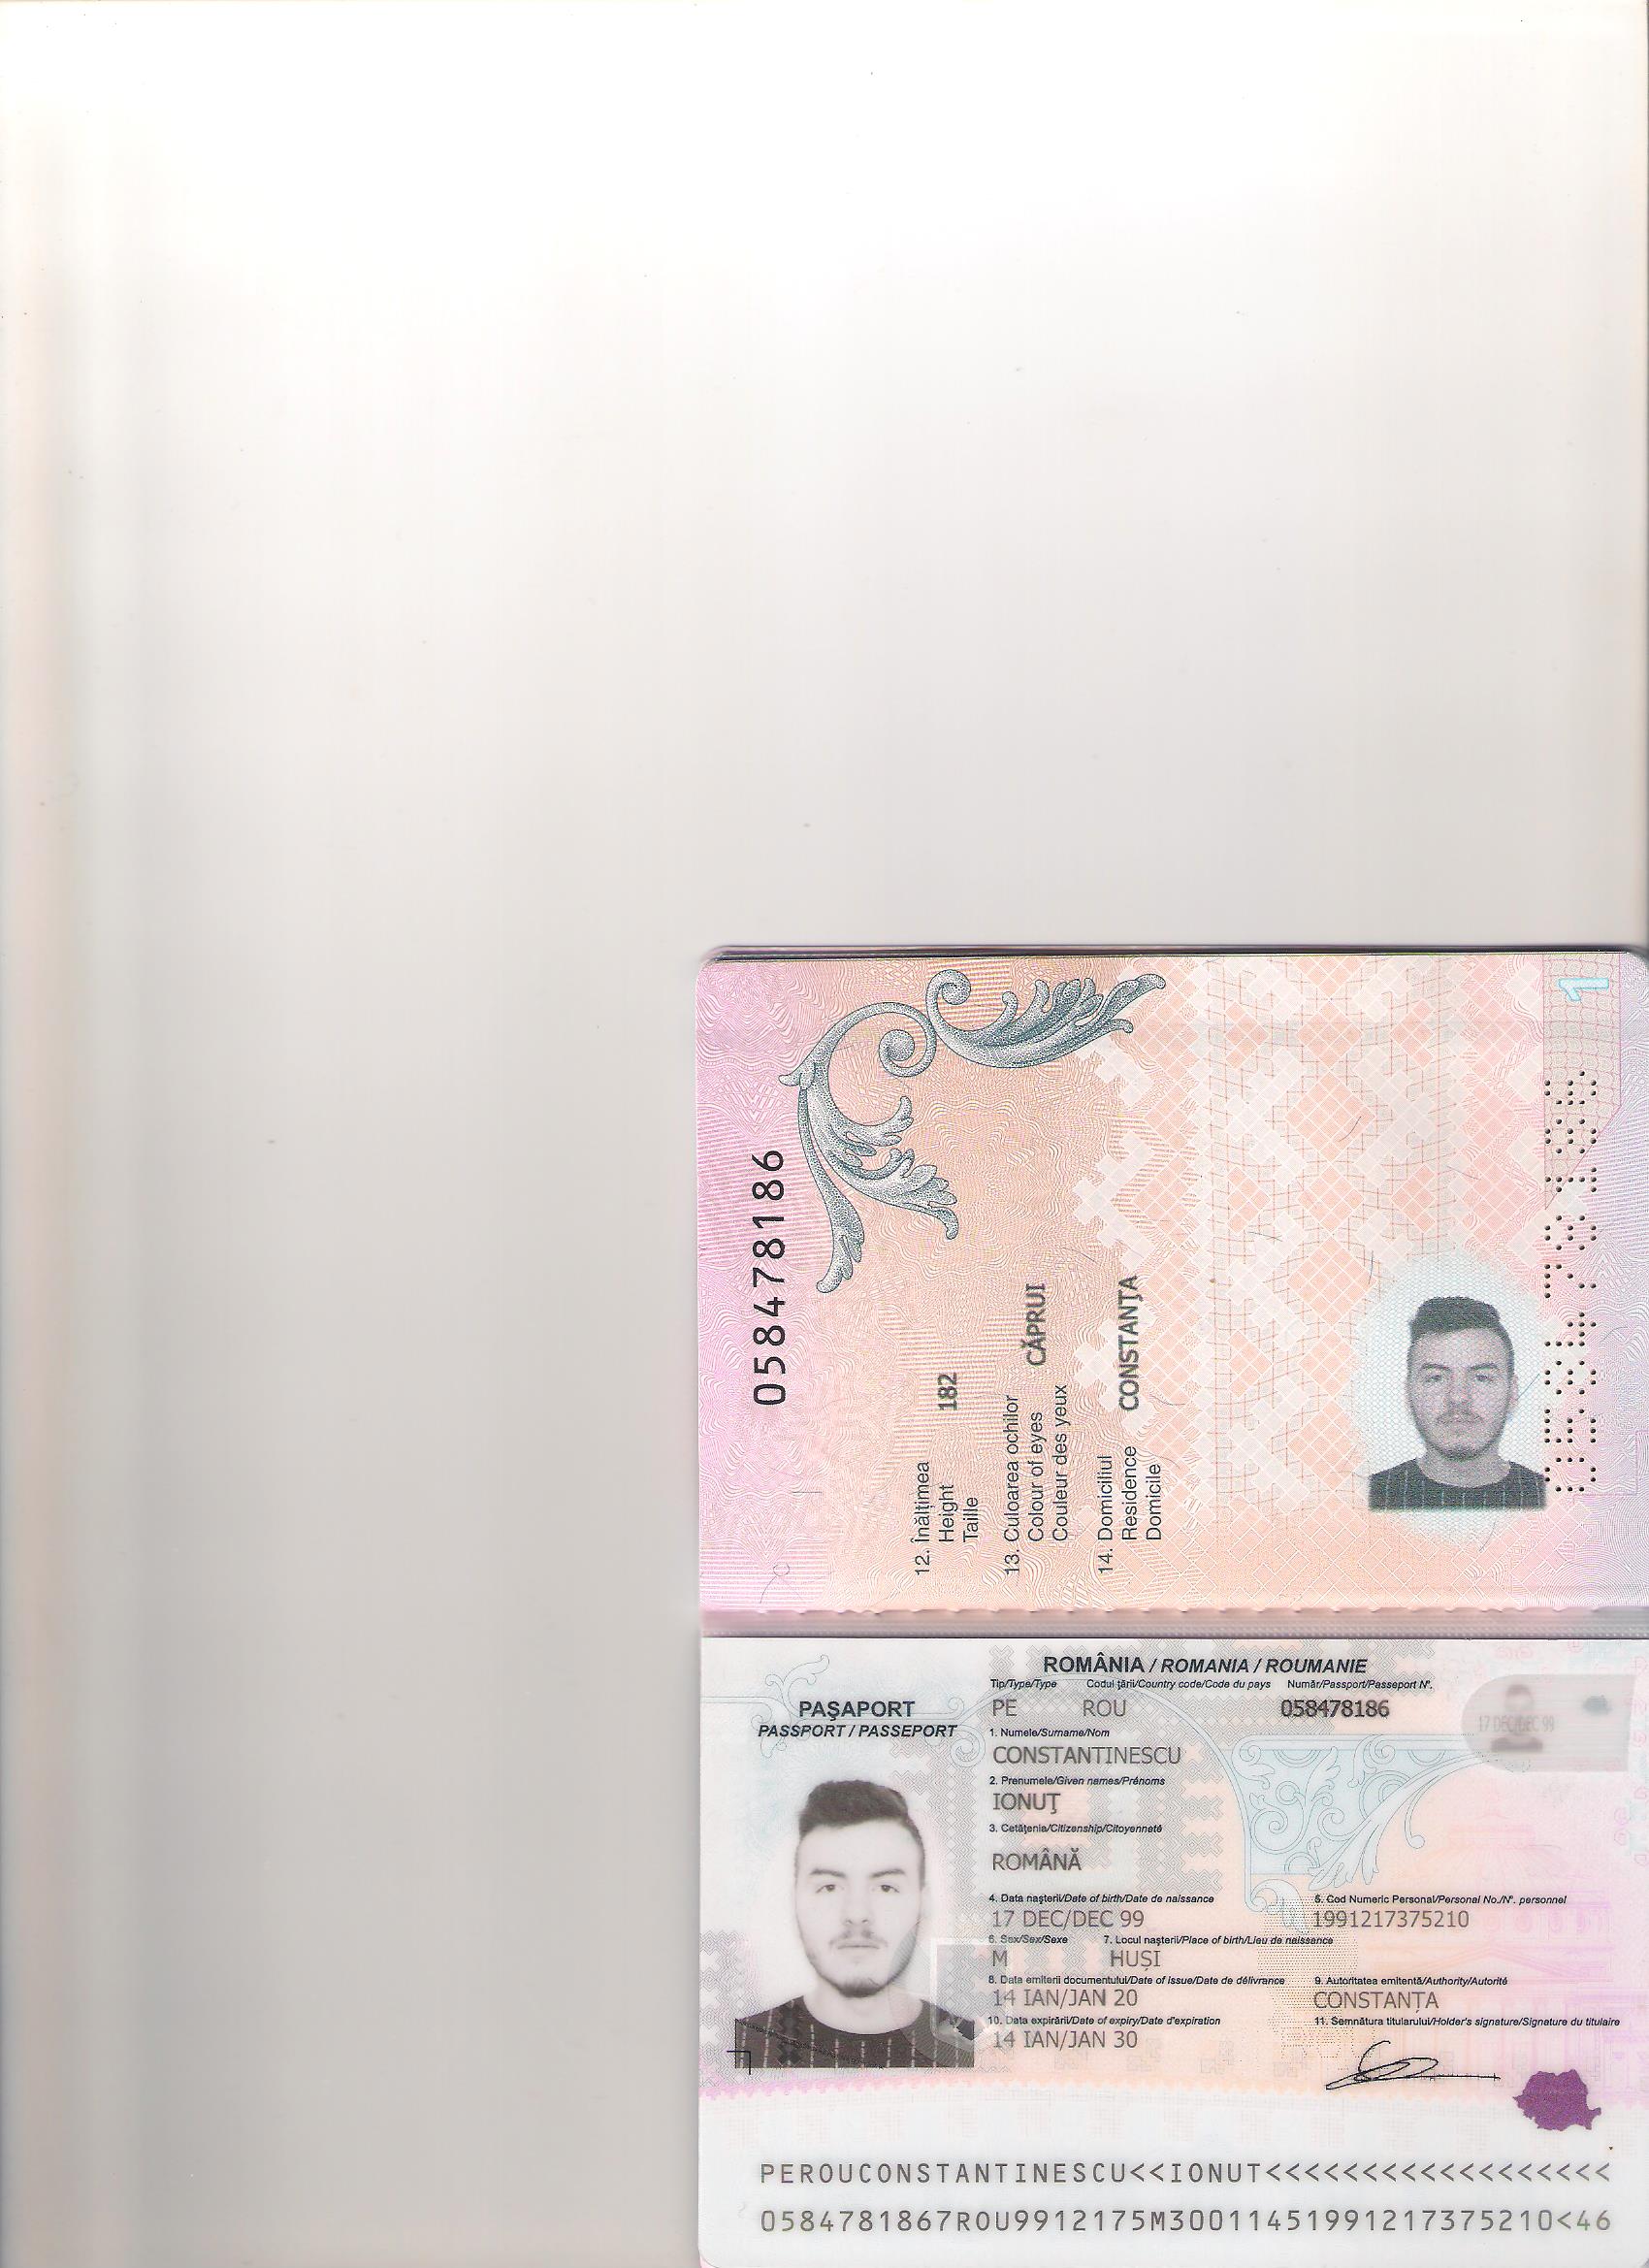 058478186
12. Înălțimea
Height
Taille
182
13. Culoarea ochilor
Colour of eyes
Couleur des yeux
CĂPRUI
14. Domiciliul
Residence
Domicile
CONSTANŢA
058478186
1
ROMÂNIA / ROMANIA / ROUMANIE
PAŞAPORT
PASSPORT / PASSEPORT
Tip/Type/Type Codul ţării/Country code/Code du pays Număr/Passport/Passeport N°.
PE ROU 058478186
1. Numele/Surname/Nom
CONSTANTINESCU
2. Prenumele/Given names/Prénoms
IONUŢ
3. Cetăţenia/Citizenship/Citoyenneté
ROMÂNĂ
4. Data naşterii/Date of birth/Date de naissance 5. Cod Numeric Personal/Personal No./N°. personnel
17 DEC/DEC 99 1991217375210
6. Sex/Sex/Sexe 7. Locul naşterii/Place of birth/Lieu de naissance
M HUŞI
8. Data emiterii documentului/Date of issue/Date de délivrance 9. Autoritatea emitentă/Authority/Autorité
14 IAN/JAN 20 CONSTANŢA
10. Data expirării/Date of expiry/Date d'expiration 11. Semnătura titularului/Holder's signature/Signature du titulaire
14 IAN/JAN 30
17 DEC/DEC 99
PEROUCONSTANTINESCU<<IONUT<<<<<<<<<<<<<<<<<<
0584781867ROU9912175M30011451991217375210<46